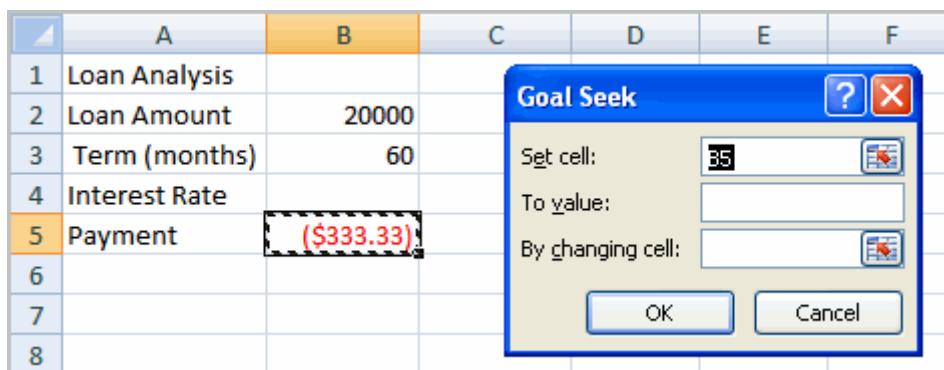 A B C D E F
1 Loan Analysis
2 Loan Amount 20000
3 Term (months) 60
4 Interest Rate
5 Payment ($333.33)
6
7
8
Goal Seek ?
Set cell: B5
To value:
By changing cell:
OK Cancel